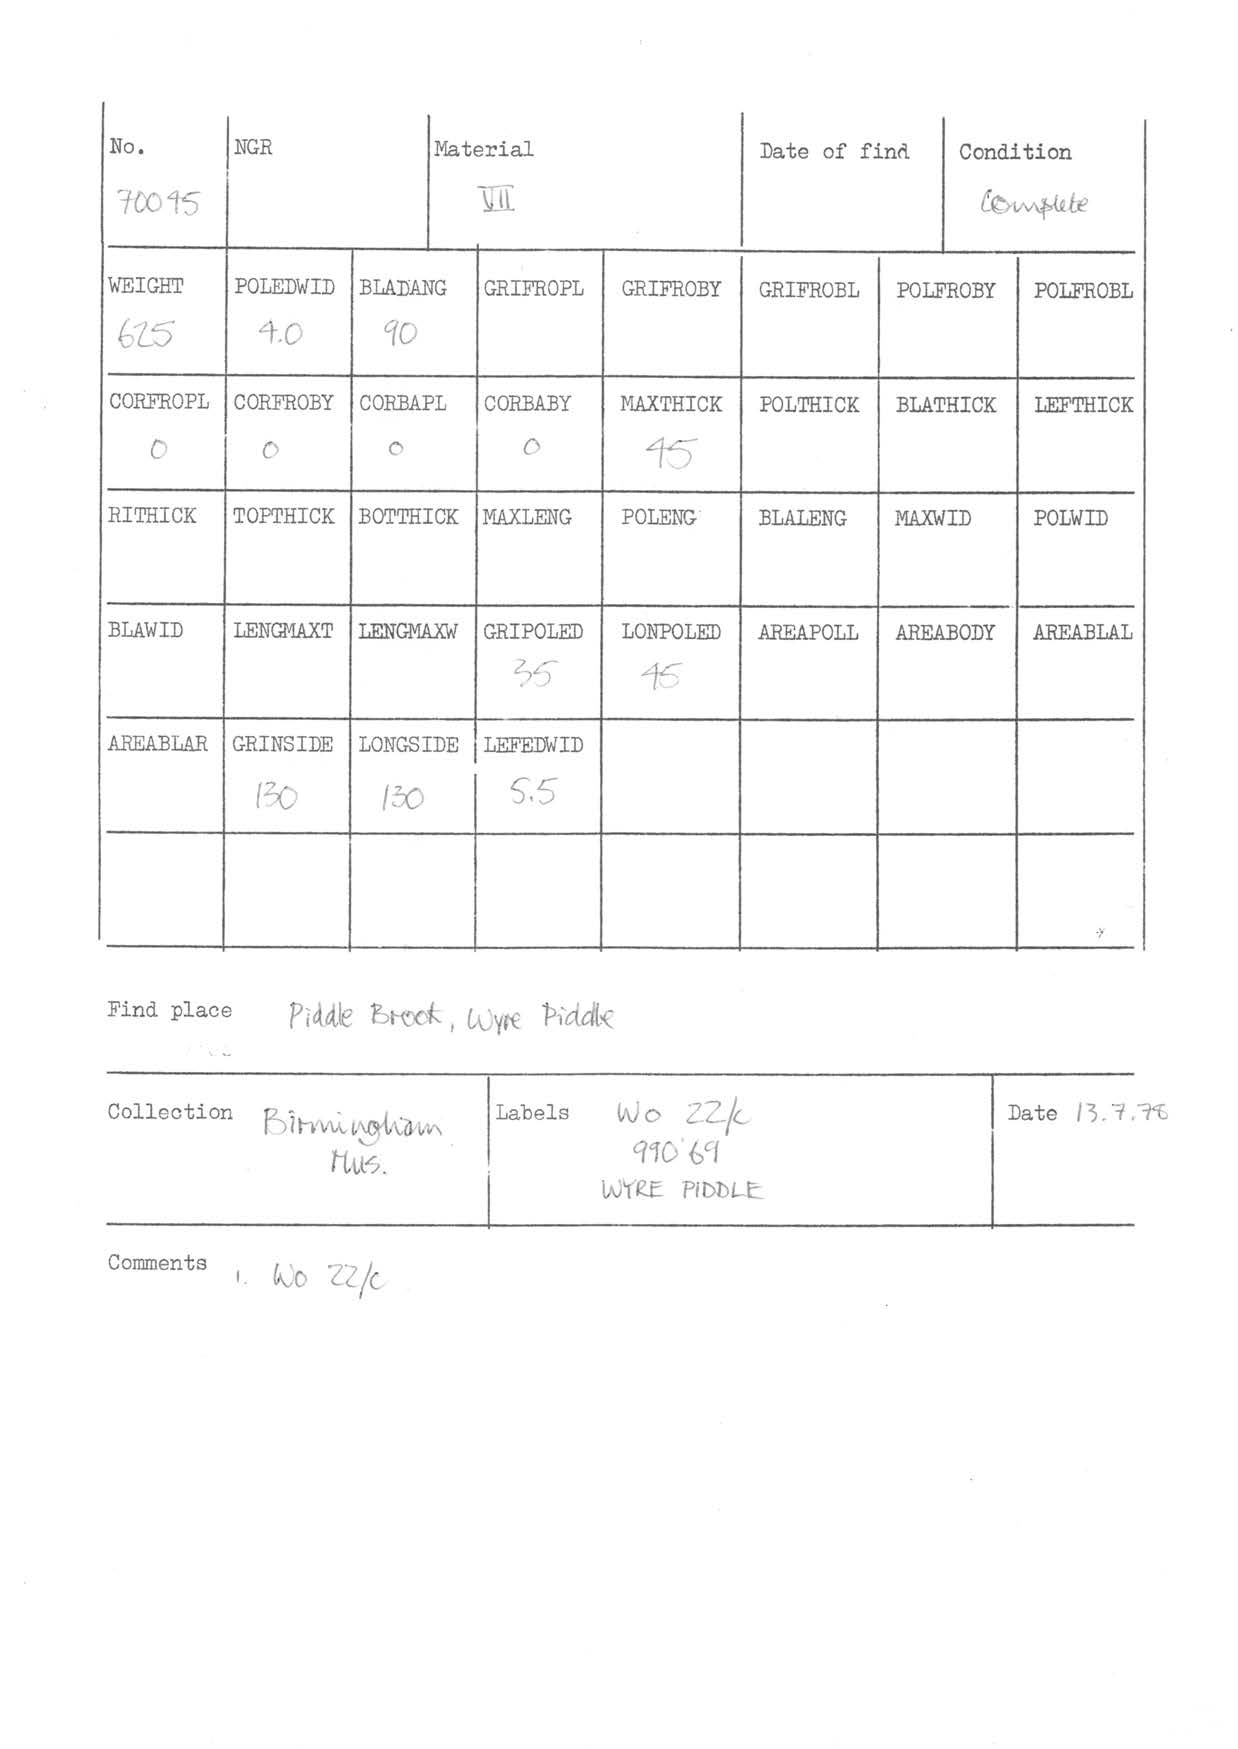 No. NGR Material Date of find Condition
70045 VII Complete
WEIGHT POLEDWID BLADANG GRIFROPL GRIFROBY GRIFROBL POLFROBY POLFROBL
625 4.0 90
CORFROPL CORFROBY CORBAPL CORBABY MAXTHICK POLTHICK BLATHICK LEFTHICK
0 0 0 0 45
RITHICK TOPTHICK BOTTHICK MAXLENG POLENG BLALENG MAXWID POLWID
BLAWID LENGMAXT LENGMAXW GRIPOLED LONPOLED AREAPOLL AREABODY AREABLAL
35 45
AREABLAR GRINSIDE LONGSIDE LEFEDWID
130 130 5.5
Find place Piddle Brook, Wyre Piddle
Collection Birmingham Labels Wo 22/c Date 13.7.78
Mus. 990'69
WYRE PIDDLE
Comments 1. Wo 22/c